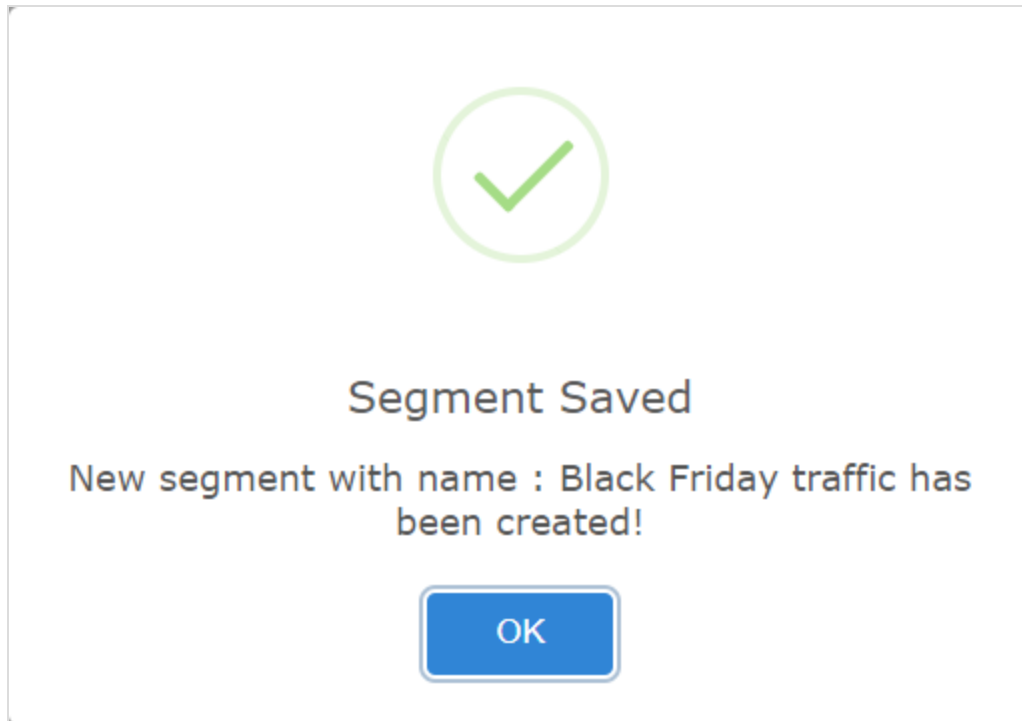 Segment Saved
New segment with name : Black Friday traffic has
been created!
OK